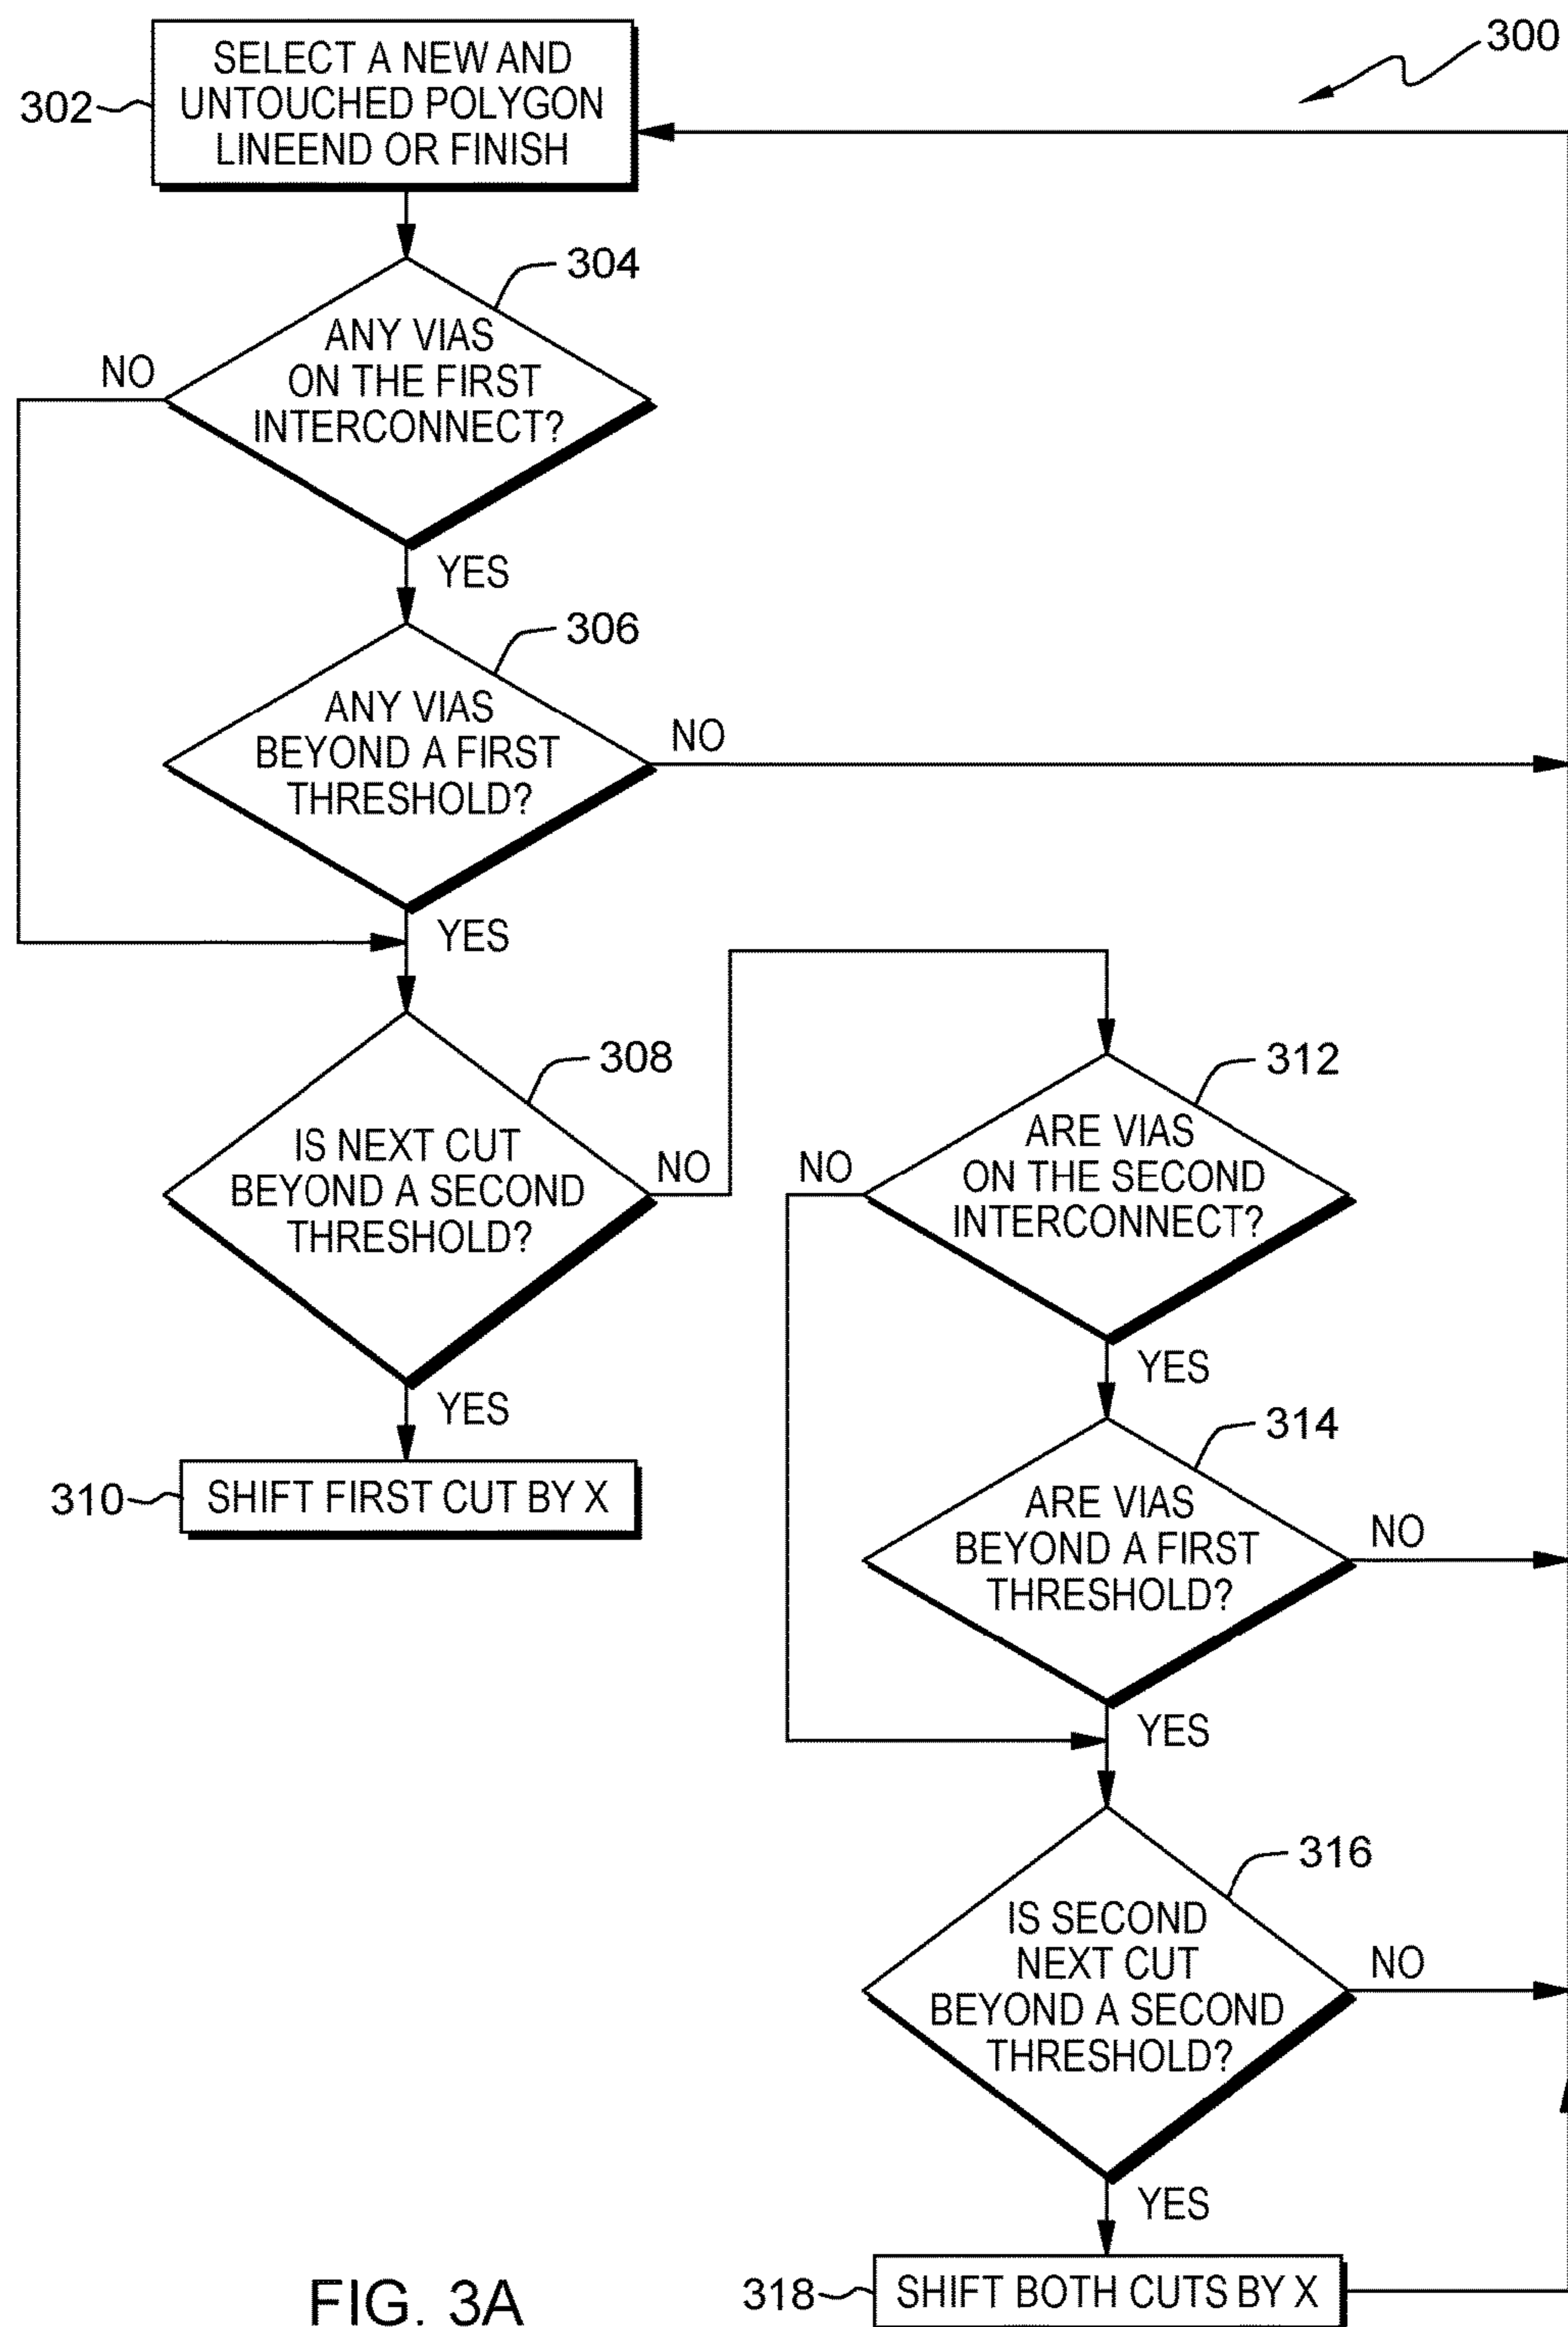 300
302
SELECT A NEW AND
UNTOUCHED POLYGON
LINEEND OR FINISH
304
ANY VIAS
ON THE FIRST
INTERCONNECT?
NO
YES
306
ANY VIAS
BEYOND A FIRST
THRESHOLD?
NO
YES
308
IS NEXT CUT
BEYOND A SECOND
THRESHOLD?
NO
YES
310
SHIFT FIRST CUT BY X
312
ARE VIAS
ON THE SECOND
INTERCONNECT?
NO
YES
314
ARE VIAS
BEYOND A FIRST
THRESHOLD?
NO
YES
316
IS SECOND
NEXT CUT
BEYOND A SECOND
THRESHOLD?
NO
YES
318
SHIFT BOTH CUTS BY X
FIG. 3A